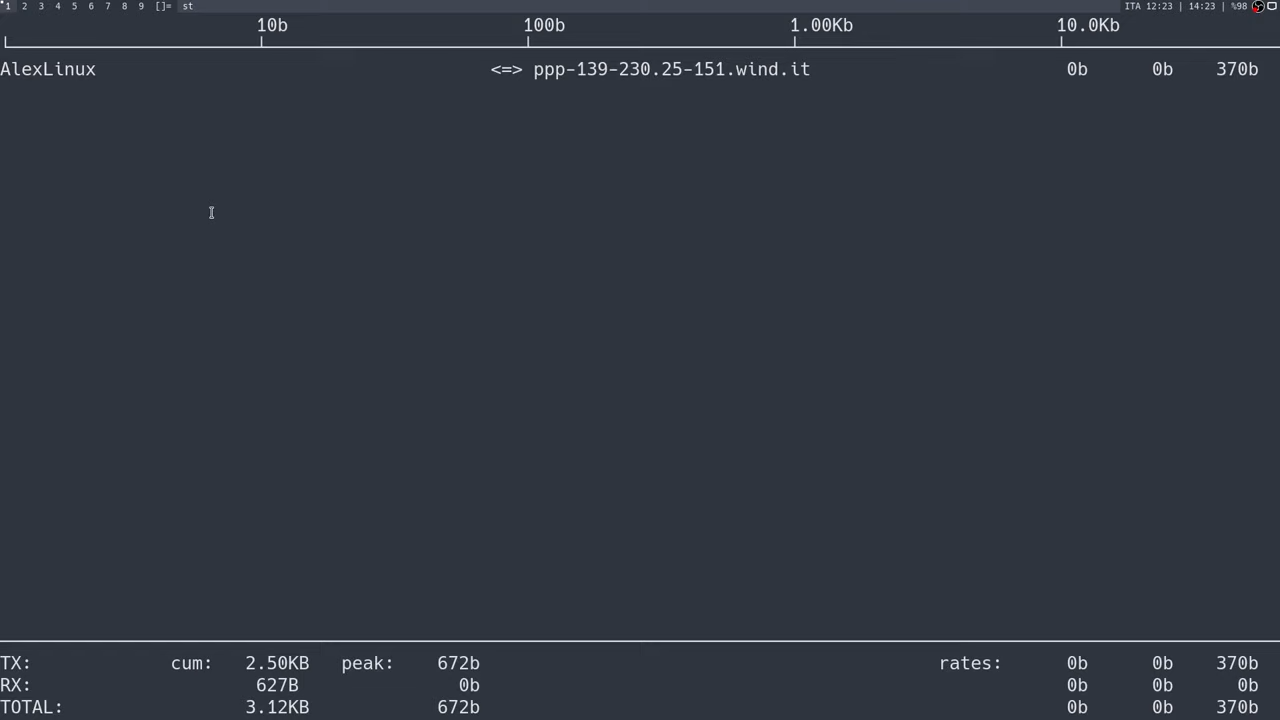 1 2 3 4 5 6 7 8 9 []= st ITA 12:23 | 14:23 | %98
10b 100b 1.00Kb 10.0Kb
AlexLinux <=> ppp-139-230.25-151.wind.it 0b 0b 370b
TX: cum: 2.50KB peak: 672b rates: 0b 0b 370b
RX: 627B 0b 0b 0b 0b
TOTAL: 3.12KB 672b 0b 0b 370b